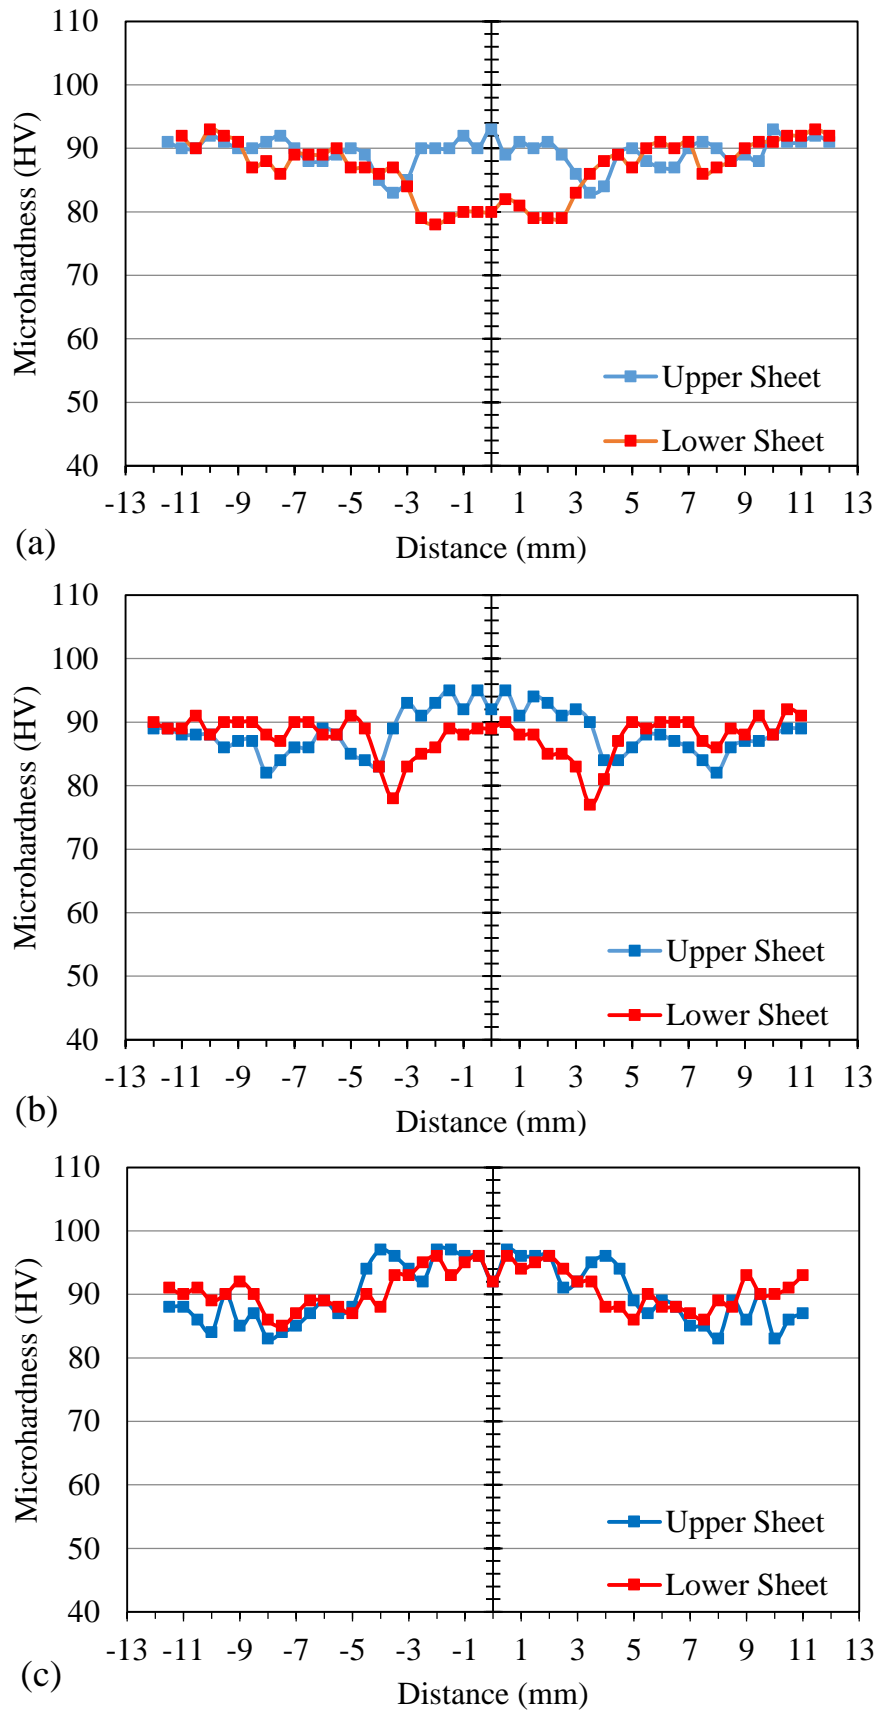 110
100
90
80
70
60
50
40
Microhardness (HV)
Upper Sheet
Lower Sheet
-13 -11 -9 -7 -5 -3 -1 1 3 5 7 9 11 13
(a)
Distance (mm)
110
100
90
80
70
60
50
40
Microhardness (HV)
Upper Sheet
Lower Sheet
-13 -11 -9 -7 -5 -3 -1 1 3 5 7 9 11 13
(b)
Distance (mm)
110
100
90
80
70
60
50
40
Microhardness (HV)
Upper Sheet
Lower Sheet
-13 -11 -9 -7 -5 -3 -1 1 3 5 7 9 11 13
(c)
Distance (mm)